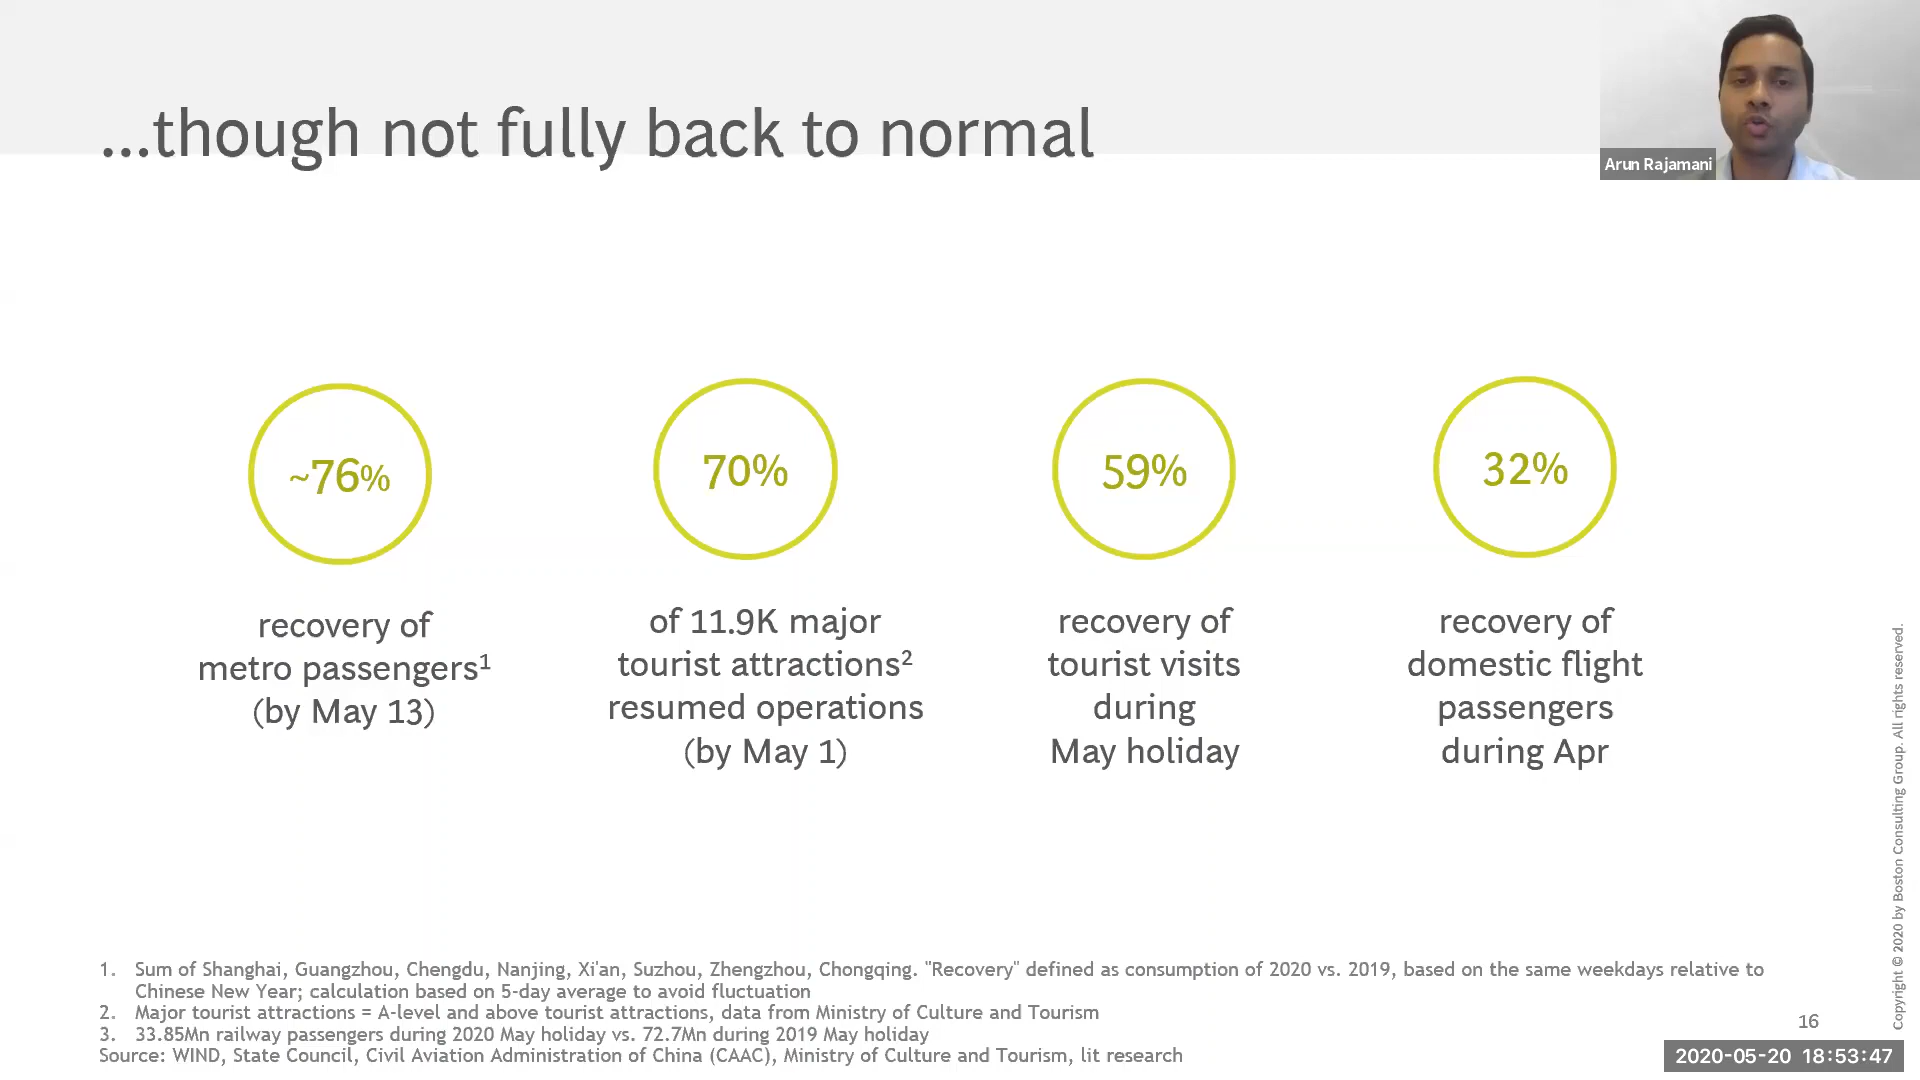 ...though not fully back to normal
Arun Rajamani
~76%
recovery of
metro passengers¹
(by May 13)
70%
of 11.9K major
tourist attractions²
resumed operations
(by May 1)
59%
recovery of
tourist visits
during
May holiday
32%
recovery of
domestic flight
passengers
during Apr
1. Sum of Shanghai, Guangzhou, Chengdu, Nanjing, Xi'an, Suzhou, Zhengzhou, Chongqing. "Recovery" defined as consumption of 2020 vs. 2019, based on the same weekdays relative to
Chinese New Year; calculation based on 5-day average to avoid fluctuation
2. Major tourist attractions = A-level and above tourist attractions, data from Ministry of Culture and Tourism
3. 33.85Mn railway passengers during 2020 May holiday vs. 72.7Mn during 2019 May holiday
Source: WIND, State Council, Civil Aviation Administration of China (CAAC), Ministry of Culture and Tourism, lit research
16
Copyright © 2020 by Boston Consulting Group. All rights reserved.
2020-05-20 18:53:47